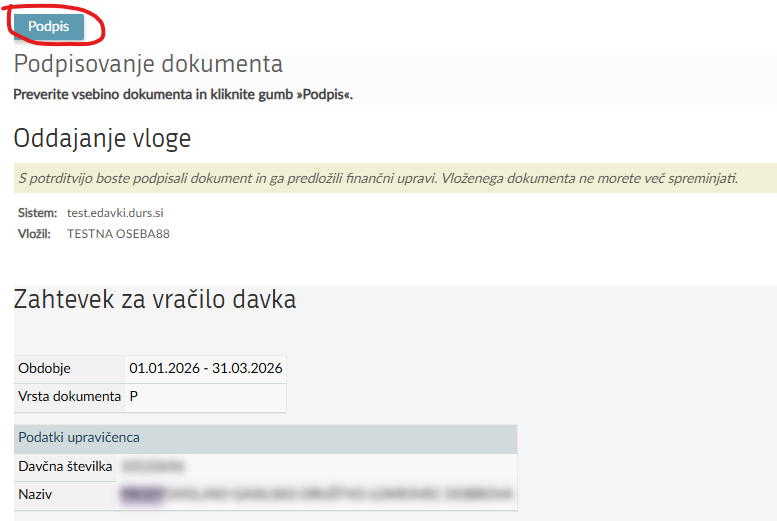 Podpis
Podpisovanje dokumenta
Preverite vsebino dokumenta in kliknite gumb »Podpis«.
Oddajanje vloge
S potrditvijo boste podpisali dokument in ga predložili finančni upravi. Vloženega dokumenta ne morete več spreminjati.
Sistem: test.edavki.durs.si
Vložil: TESTNA OSEBA88
Zahtevek za vračilo davka
Obdobje 01.01.2026 - 31.03.2026
Vrsta dokumenta P
Podatki upravičenca
Davčna številka
Naziv